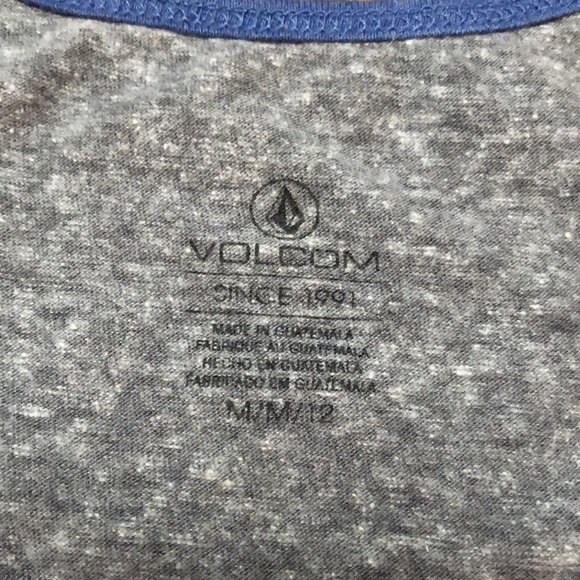 VOLCOM
SINCE 1991
MADE IN GUATEMALA
FABRIQUE AU GUATEMALA
HECHO EN GUATEMALA
FABRICADO EM GUATEMALA
M/M/12